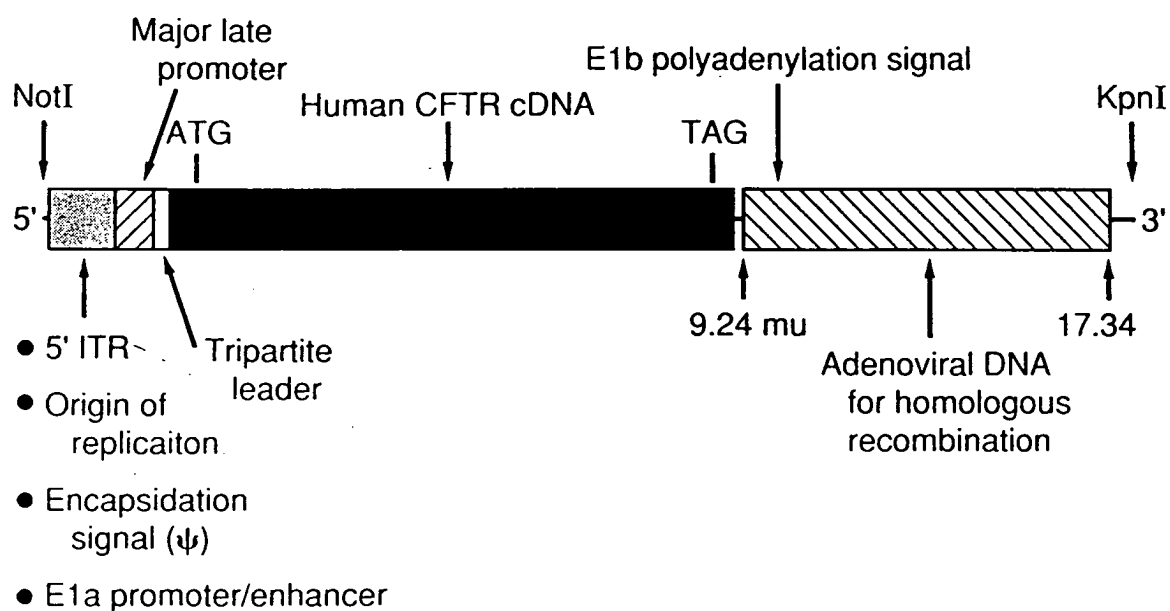 Major late
promoter
E1b polyadenylation signal
NotI
Human CFTR cDNA
KpnI
ATG
TAG
5'
3'
9.24 mu
17.34
● 5' ITR
Tripartite
leader
Adenoviral DNA
for homologous
recombination
● Origin of
replicaiton
● Encapsidation
signal (ψ)
● E1a promoter/enhancer